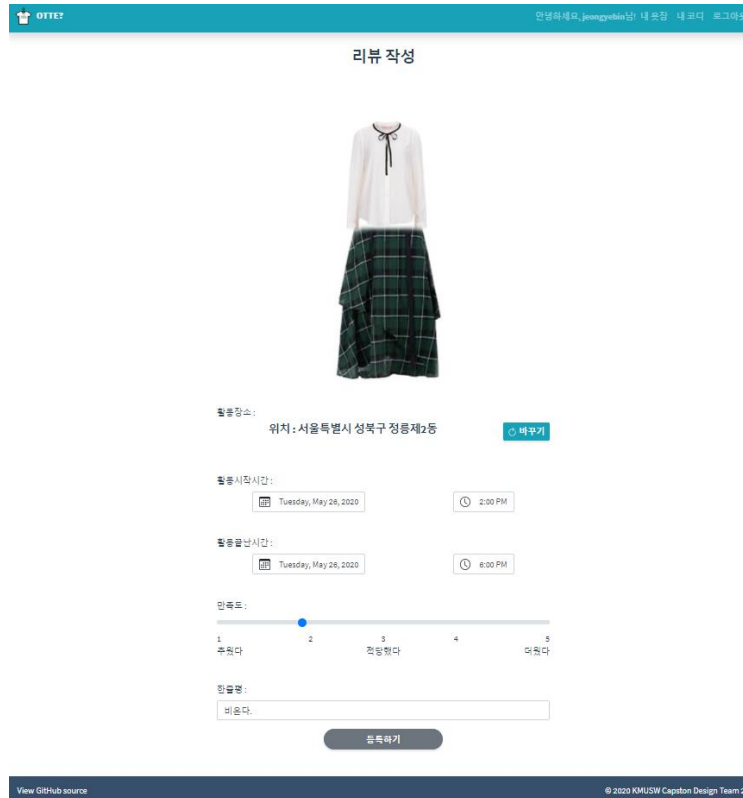 OTTE?
안녕하세요, jeongyebin님! 내 옷장 내 코디 로그아웃
리뷰 작성
활동장소 :
위치 : 서울특별시 성북구 정릉제2동
바꾸기
활동시작시간 :
Tuesday, May 26, 2020 2:00 PM
활동끝난시간 :
Tuesday, May 26, 2020 6:00 PM
만족도 :
1 2 3 4 5
추웠다 적당했다 더웠다
한줄평 :
비온다.
등록하기
View GitHub source © 2020 KMUSW Capston Design Team